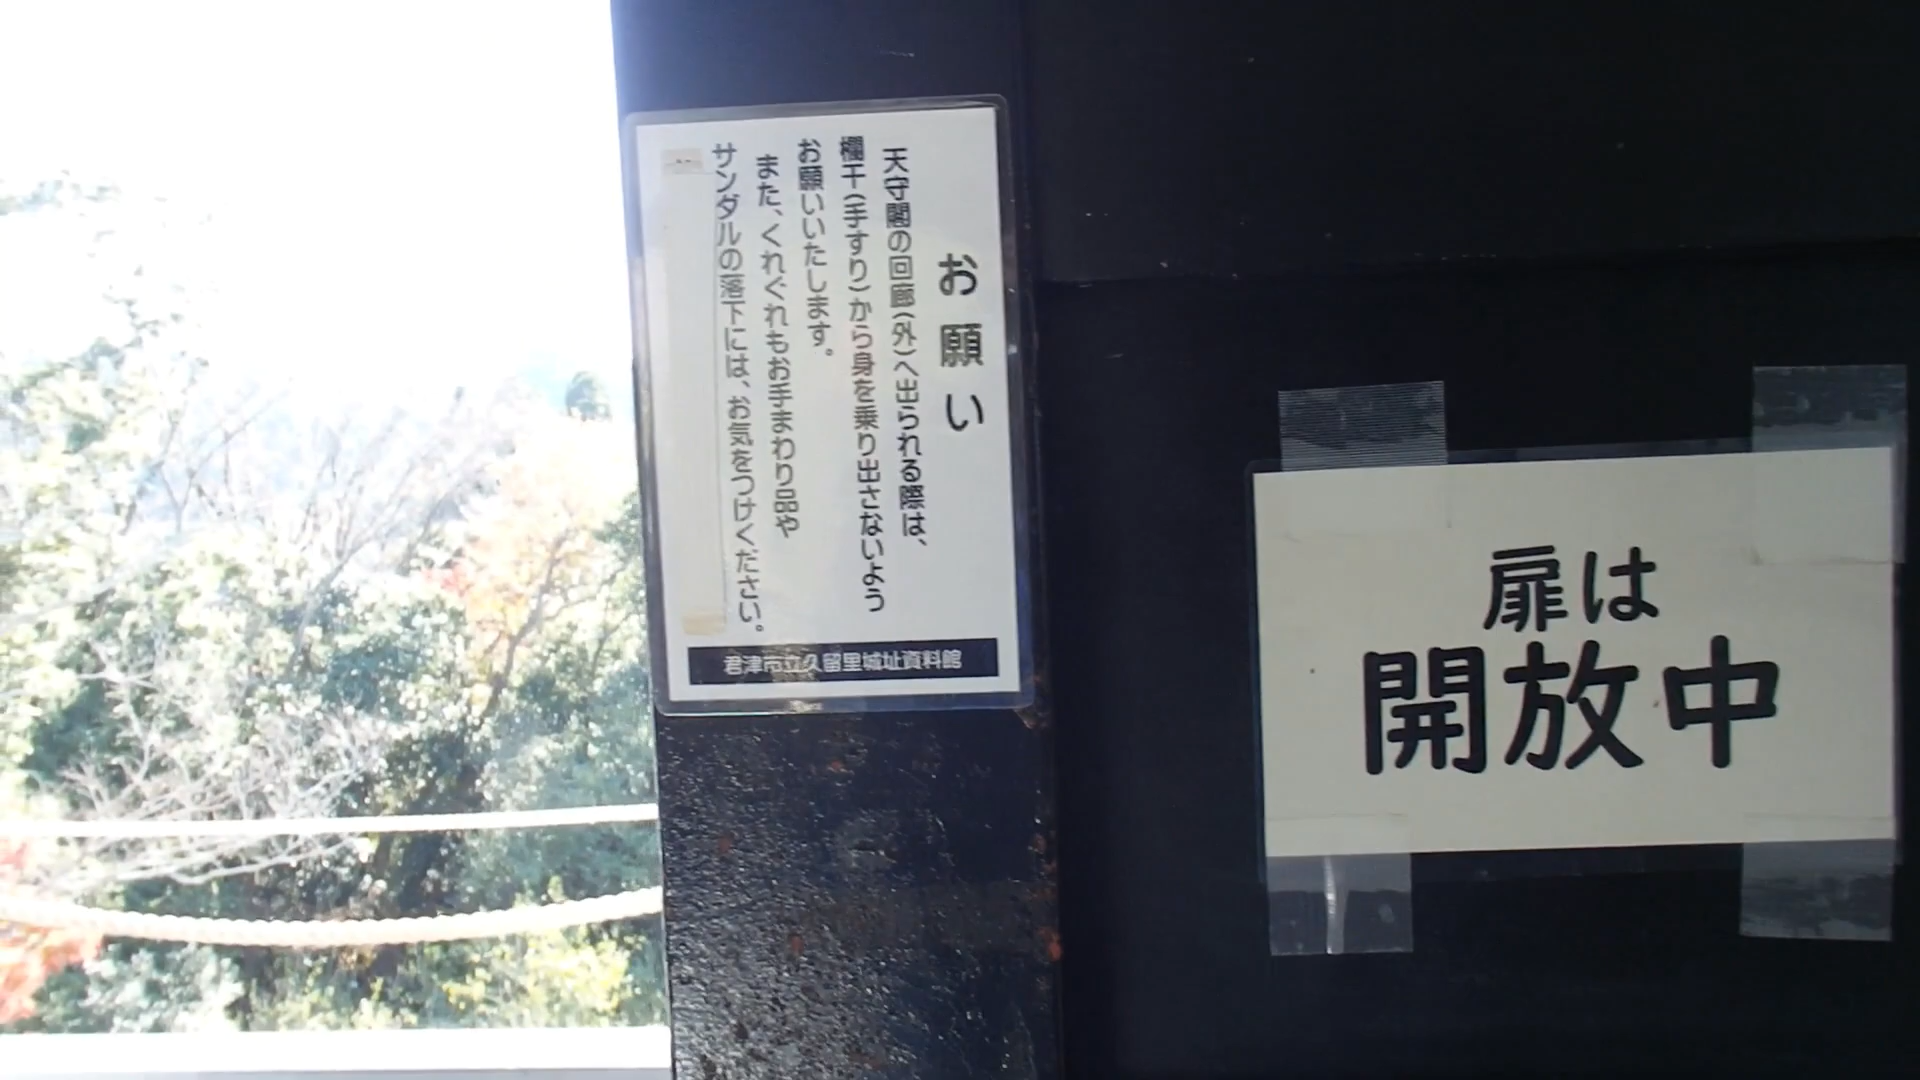 お願い
天守閣の回廊(外)へ出られる際は、
欄干(手すり)から身を乗り出さないよう
お願いいたします。
また、くれぐれもお手まわり品や
サンダルの落下には、お気をつけください。
君津市立久留里城址資料館
扉は
開放中